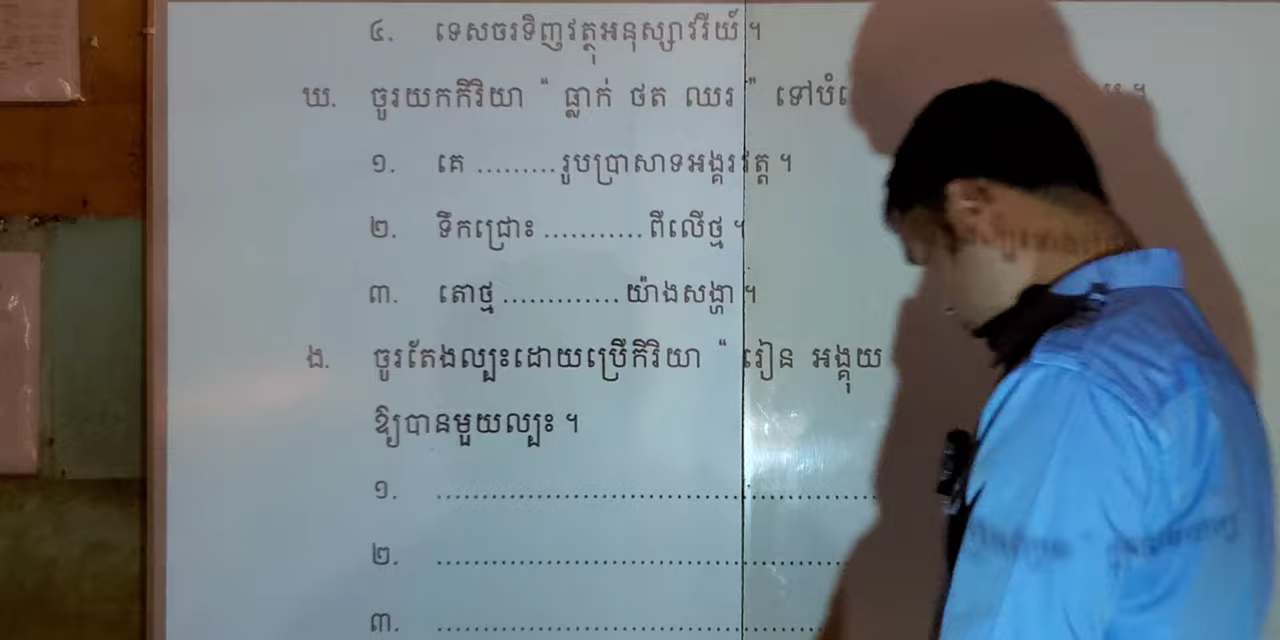 ៤. ទេសចរទិញវត្ថុអនុស្សាវរីយ៍ ។
ឃ. ចូរយកកិរិយា " ធ្លាក់ ថត ឈរ " ទៅបំ ។
១. គេ ......... រូបប្រាសាទអង្គរវត្ត ។
២. ទឹកជ្រោះ ........... ពីលើថ្ម ។
៣. តោថ្ម ............. យ៉ាងសង្ហា ។
ង. ចូរតែងល្បះដោយប្រើកិរិយា " រៀន អង្គុយ
ឱ្យបានមួយល្បះ ។
១. ..........................................
២. .......................................
៣. .....................................